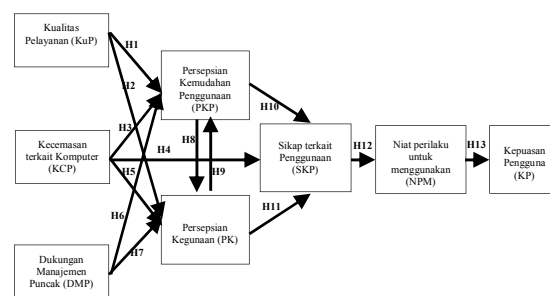 Kualitas
Pelayanan (KuP)
H1
H2
Persepsian
Kemudahan
Penggunaan
(PKP)
H10
H3
Kecemasan
terkait Komputer
(KCP)
H4
H5
H8
H9
Sikap terkait
Penggunaan
(SKP)
H12
Niat perilaku
untuk
menggunakan
(NPM)
H13
Kepuasan
Pengguna
(KP)
H6
H7
Persepsian
Kegunaan (PK)
H11
Dukungan
Manajemen
Puncak (DMP)